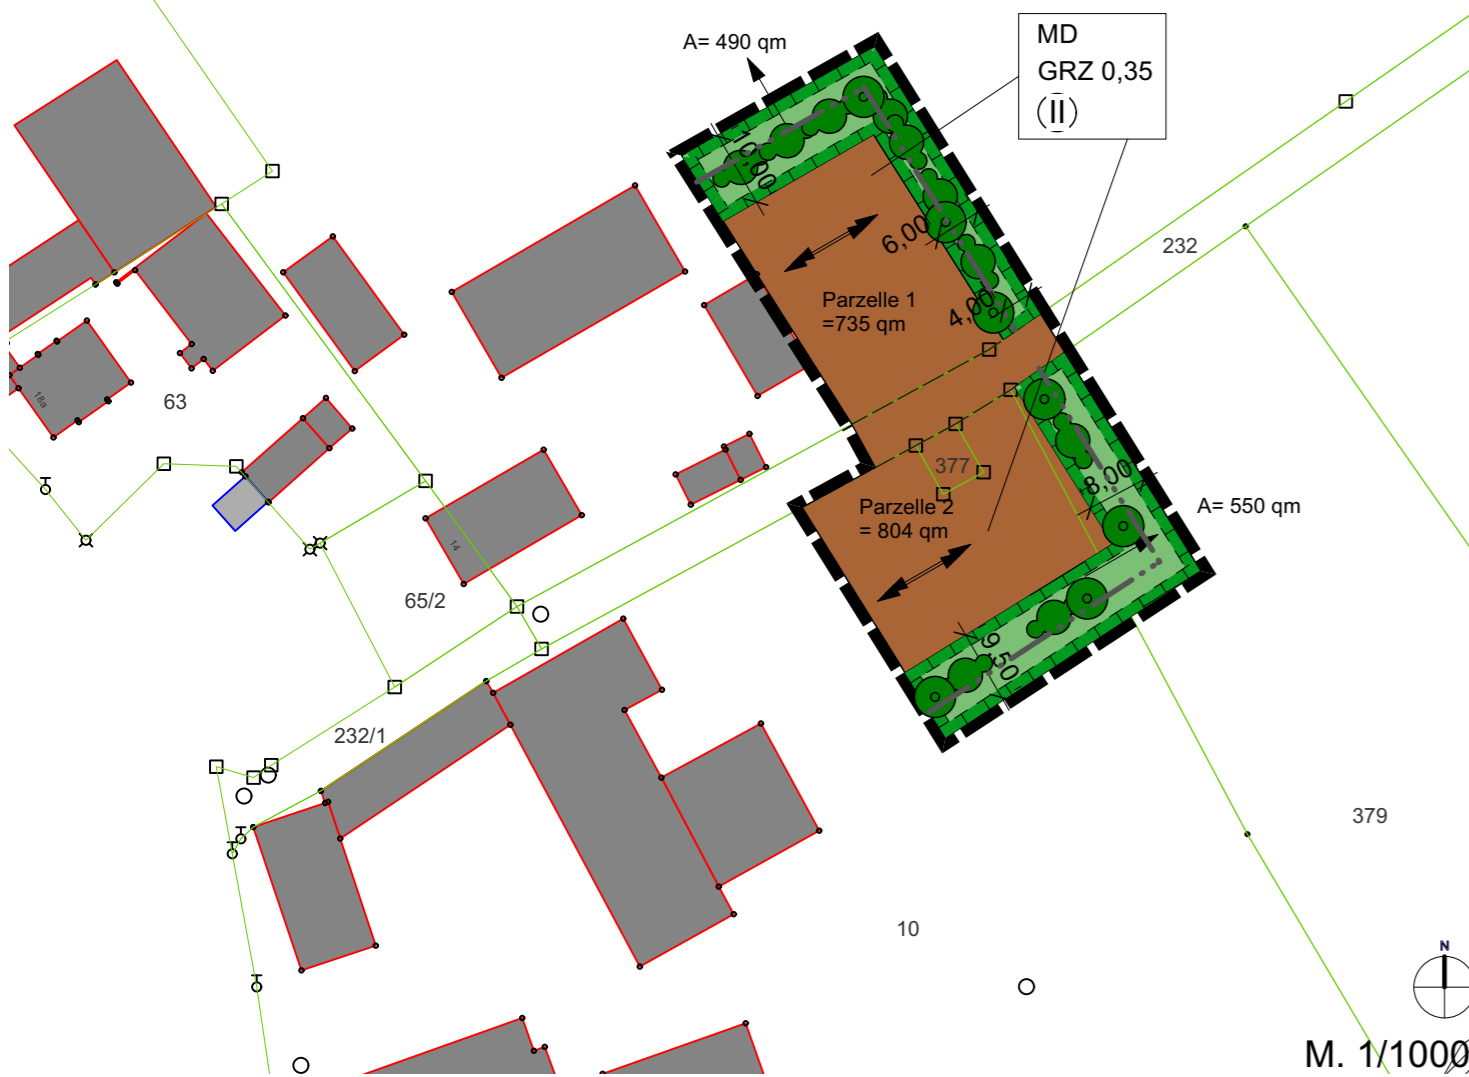 A= 490 qm
MD
GRZ 0,35
(II)
10,00
6,00
232
Parzelle 1
=735 qm
4,00
18a
63
377
8,00
Parzelle 2
= 804 qm
A= 550 qm
14
65/2
9,50
232/1
379
10
N
M. 1/1000